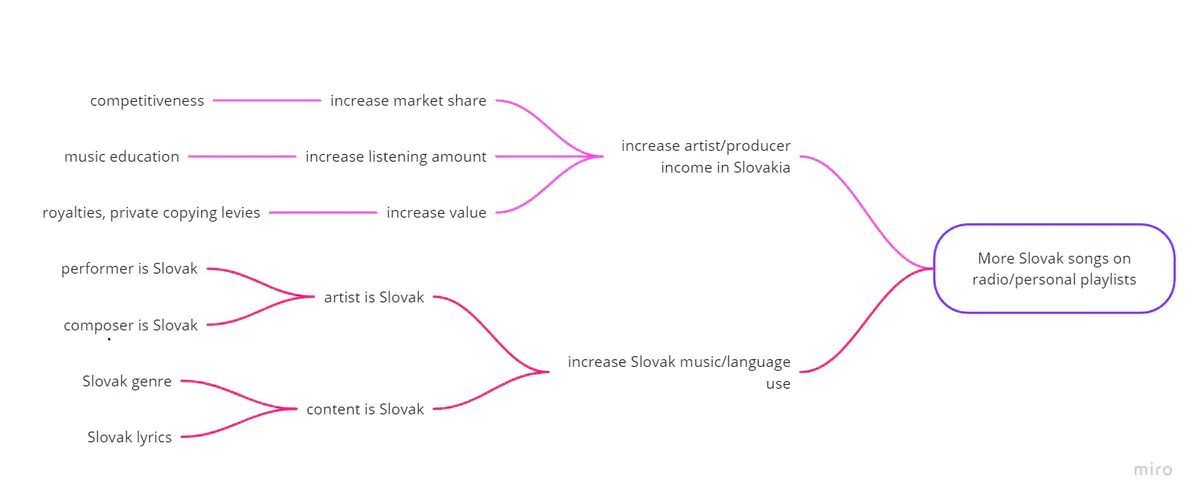 competitiveness
increase market share
music education
increase listening amount
royalties, private copying levies
increase value
increase artist/producer
income in Slovakia
performer is Slovak
composer is Slovak
artist is Slovak
Slovak genre
Slovak lyrics
content is Slovak
increase Slovak music/language
use
More Slovak songs on
radio/personal playlists
miro